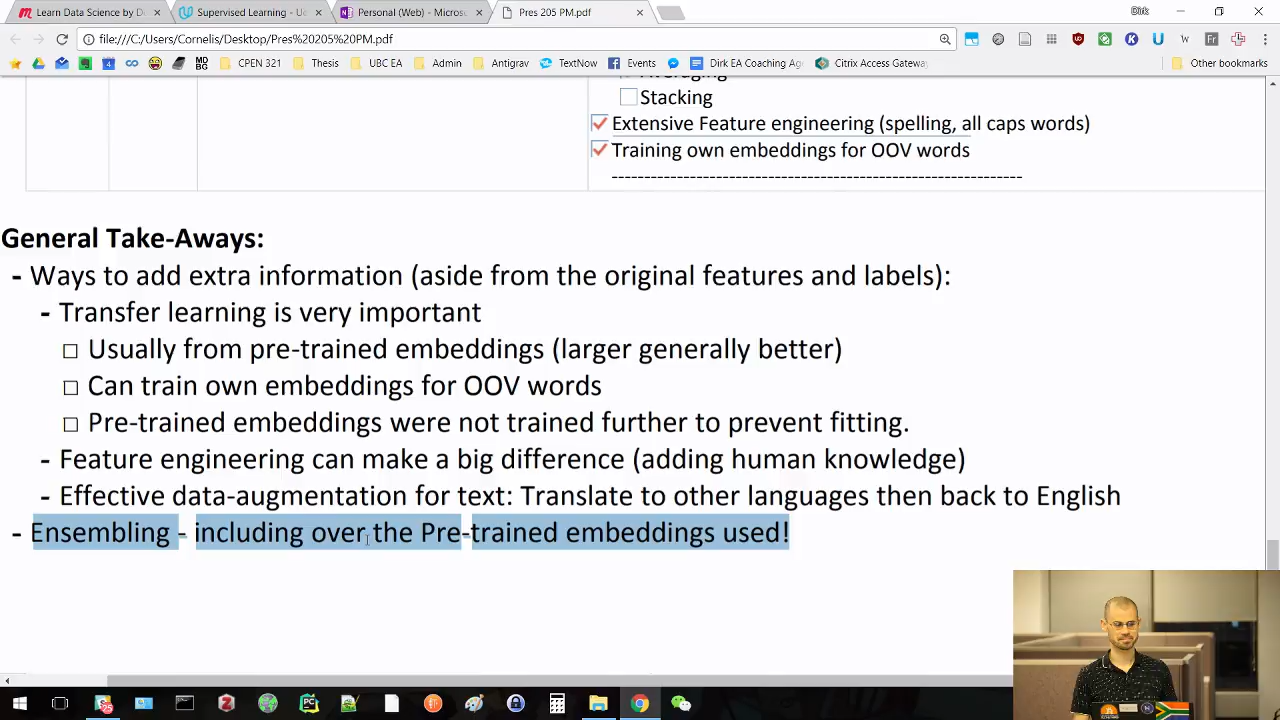 Learn Data Science by D
Supervised Learning - U
Personal (Web) - Micros
Pres 205 PM.pdf
Dirk
file:///C:/Users/Cornelis/Desktop/Pres%20205%20PM.pdf
CPEN 321
Thesis
UBC EA
Admin
Antigrav
TextNow
Events
Dirk EA Coaching Ag
Citrix Access Gateway
Other bookmarks
Averaging
Stacking
Extensive Feature engineering (spelling, all caps words)
Training own embeddings for OOV words
---------------------------------------------------------------
General Take-Aways:
- Ways to add extra information (aside from the original features and labels):
- Transfer learning is very important
□ Usually from pre-trained embeddings (larger generally better)
□ Can train own embeddings for OOV words
□ Pre-trained embeddings were not trained further to prevent fitting.
- Feature engineering can make a big difference (adding human knowledge)
- Effective data-augmentation for text: Translate to other languages then back to English
- Ensembling - including over the Pre-trained embeddings used!